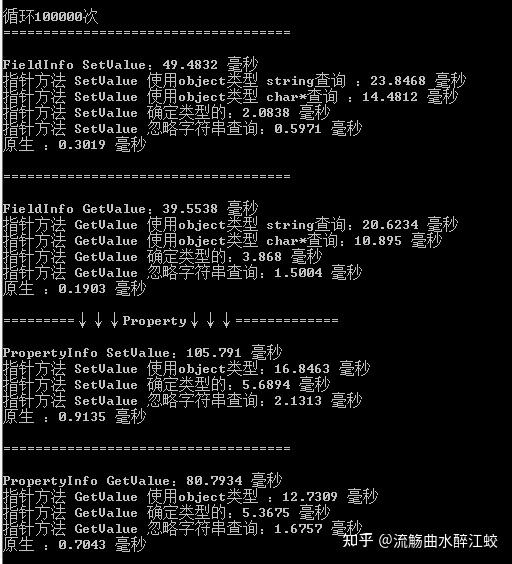 循环100000次
====================================
FieldInfo SetValue：49.4832 毫秒
指针方法 SetValue 使用object类型 string查询 ：23.8468 毫秒
指针方法 SetValue 使用object类型 char*查询 ：14.4812 毫秒
指针方法 SetValue 确定类型的：2.0838 毫秒
指针方法 SetValue 忽略字符串查询：0.5971 毫秒
原生 ：0.3019 毫秒
====================================
FieldInfo GetValue：39.5538 毫秒
指针方法 GetValue 使用object类型 string查询：20.6234 毫秒
指针方法 GetValue 使用object类型 char*查询：10.895 毫秒
指针方法 GetValue 确定类型的：3.868 毫秒
指针方法 GetValue 忽略字符串查询：1.5004 毫秒
原生 ：0.1903 毫秒
=========↓↓↓Property↓↓↓=============
PropertyInfo SetValue：105.791 毫秒
指针方法 SetValue 使用object类型：16.8463 毫秒
指针方法 SetValue 确定类型的：5.6894 毫秒
指针方法 SetValue 忽略字符串查询：2.1313 毫秒
原生 ：0.9135 毫秒
====================================
PropertyInfo GetValue：80.7934 毫秒
指针方法 GetValue 使用object类型 ：12.7309 毫秒
指针方法 GetValue 确定类型的：5.3675 毫秒
指针方法 GetValue 忽略字符串查询：1.6757 毫秒
原生 ：0.7043 毫秒
知乎 @流觞曲水醉江蛟